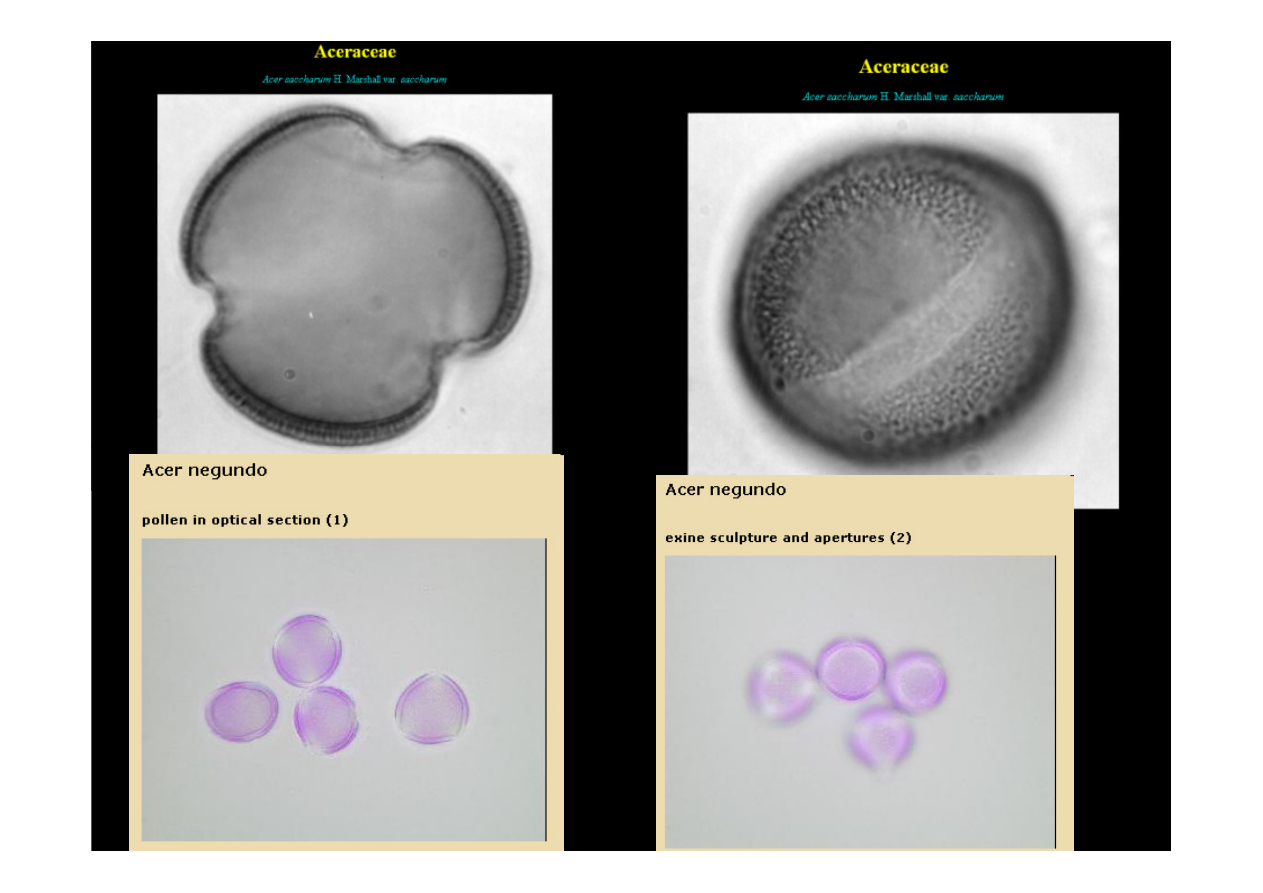 Aceraceae
Acer saccharum H. Marshall var. saccharum
Aceraceae
Acer saccharum H. Marshall var. saccharum
Acer negundo
pollen in optical section (1)
Acer negundo
exine sculpture and apertures (2)